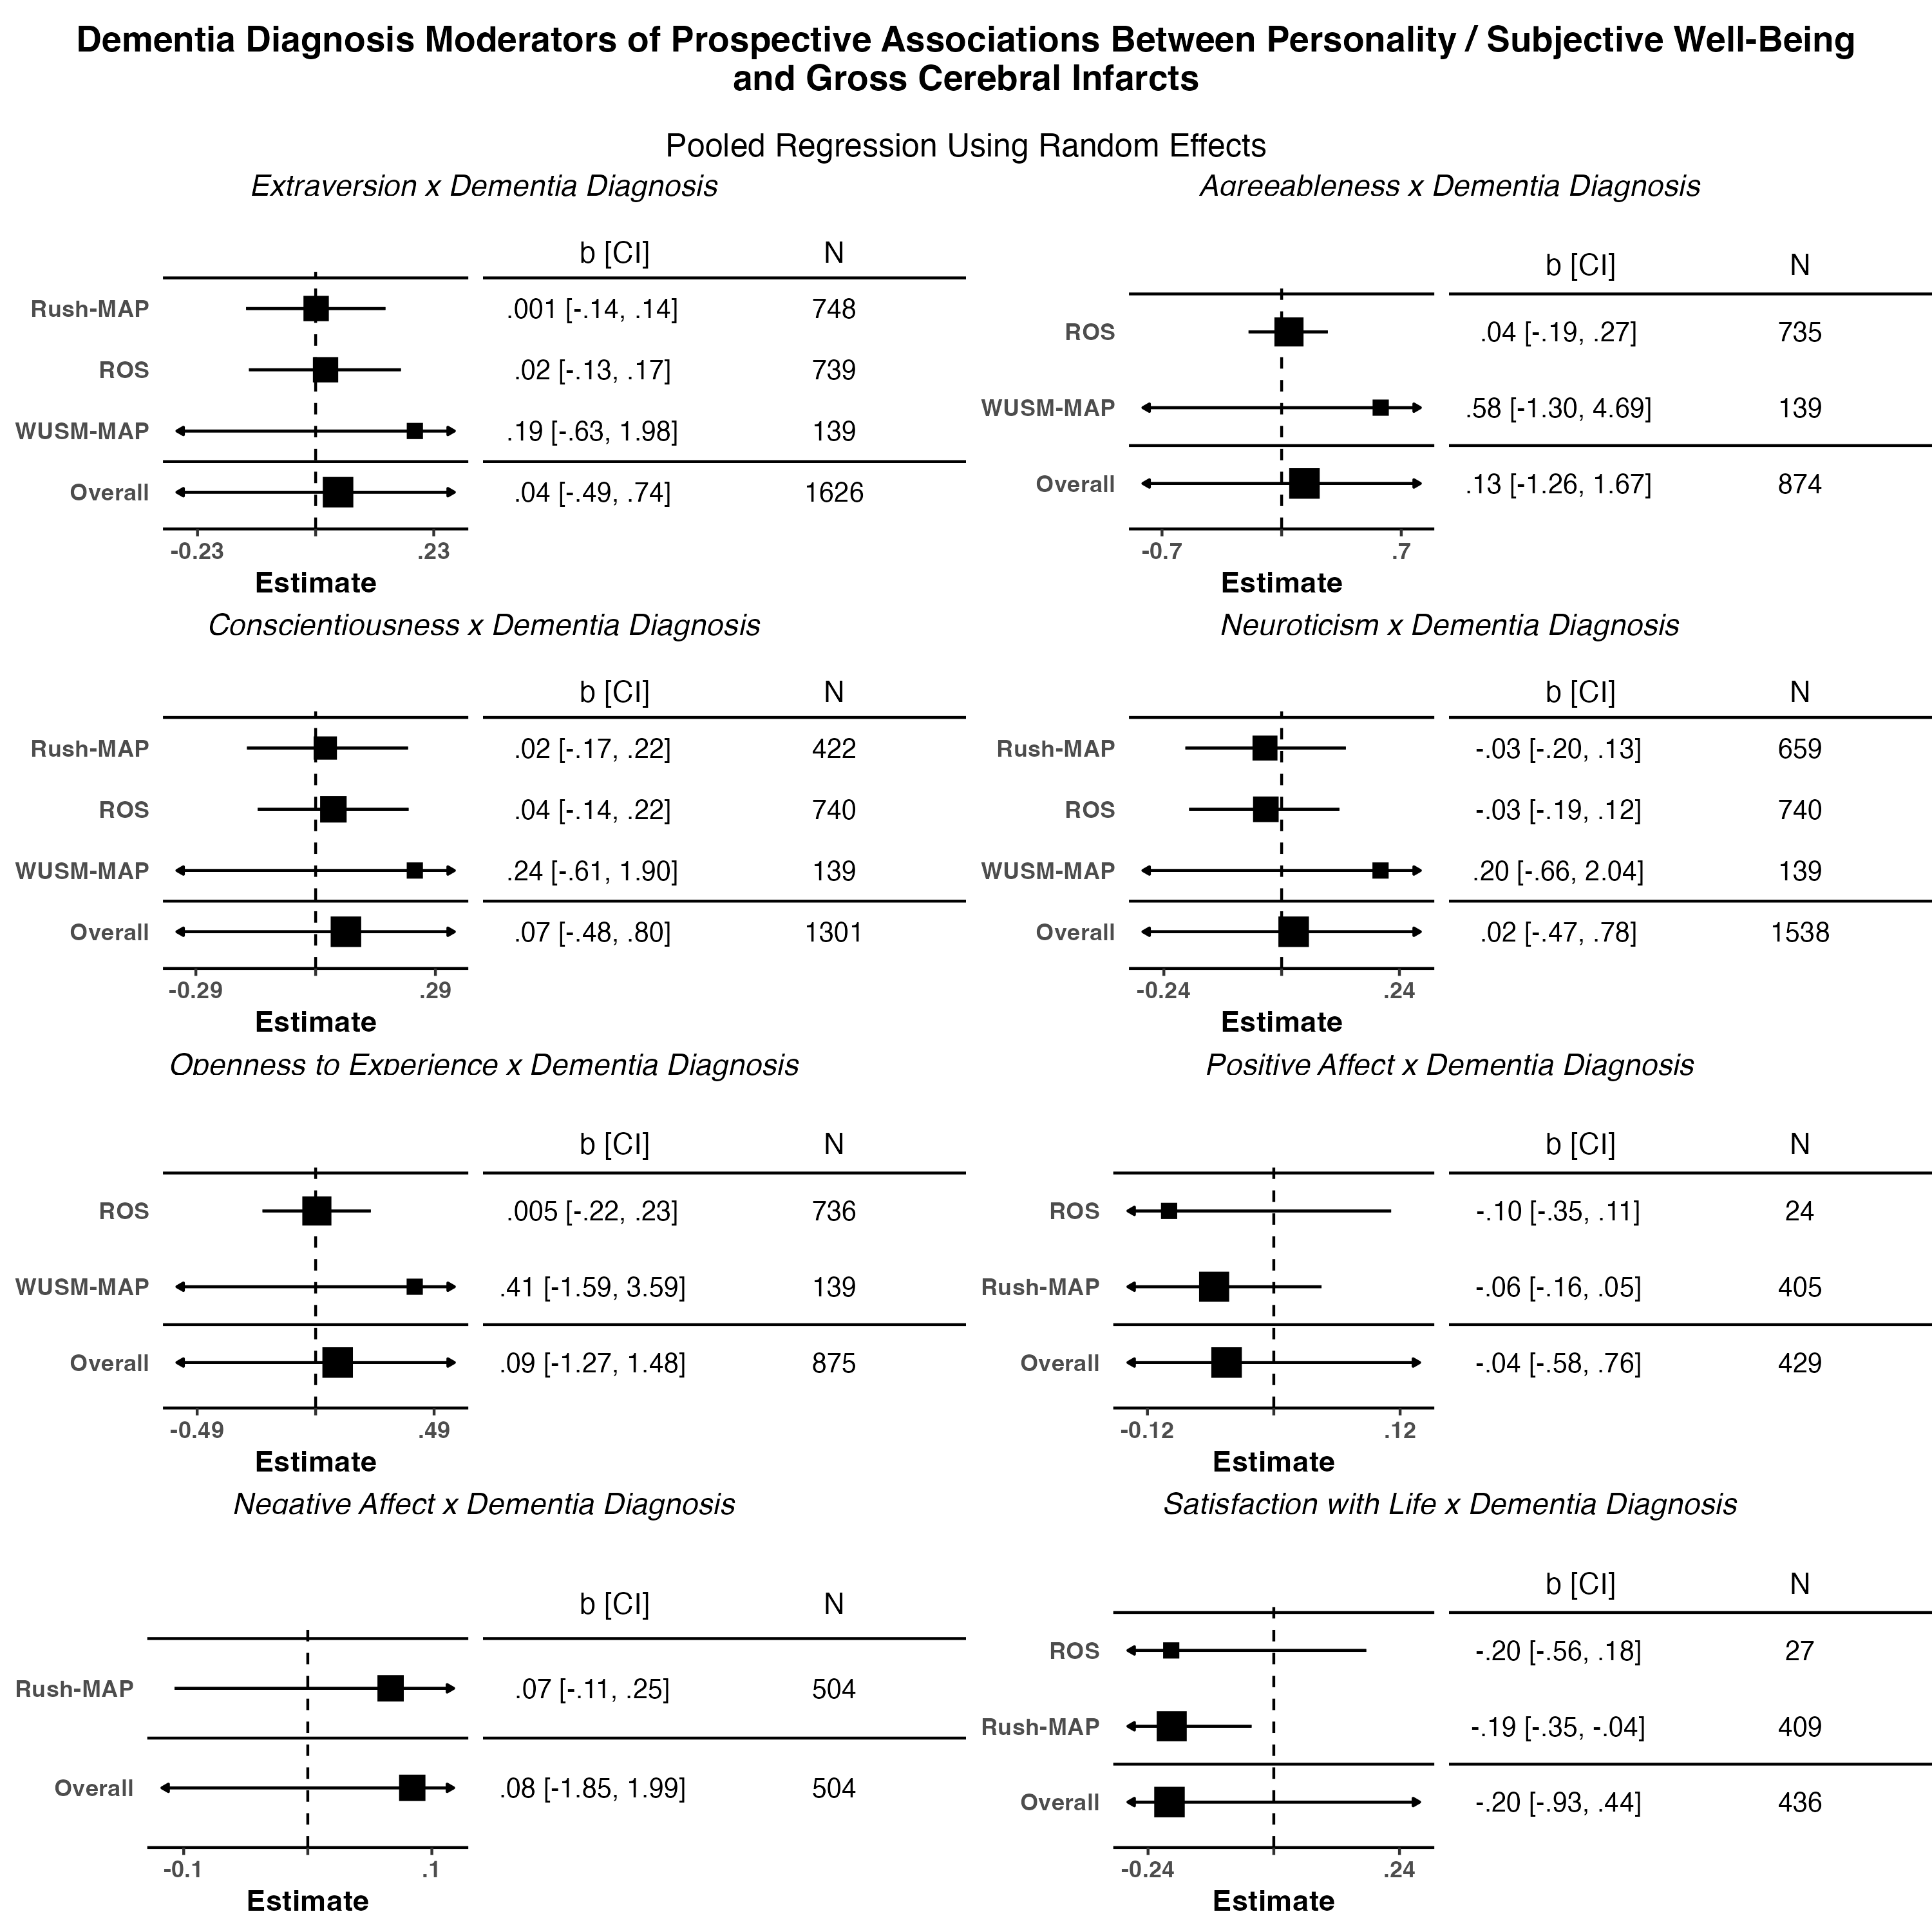 Dementia Diagnosis Moderators of Prospective Associations Between Personality / Subjective Well-Being
and Gross Cerebral Infarcts
Pooled Regression Using Random Effects
Extraversion x Dementia Diagnosis
b [CI] N
Rush-MAP .001 [-.14, .14] 748
ROS .02 [-.13, .17] 739
WUSM-MAP .19 [-.63, 1.98] 139
Overall .04 [-.49, .74] 1626
-0.23 .23
Estimate
Agreeableness x Dementia Diagnosis
b [CI] N
ROS .04 [-.19, .27] 735
WUSM-MAP .58 [-1.30, 4.69] 139
Overall .13 [-1.26, 1.67] 874
-0.7 .7
Estimate
Conscientiousness x Dementia Diagnosis
b [CI] N
Rush-MAP .02 [-.17, .22] 422
ROS .04 [-.14, .22] 740
WUSM-MAP .24 [-.61, 1.90] 139
Overall .07 [-.48, .80] 1301
-0.29 .29
Estimate
Neuroticism x Dementia Diagnosis
b [CI] N
Rush-MAP -.03 [-.20, .13] 659
ROS -.03 [-.19, .12] 740
WUSM-MAP .20 [-.66, 2.04] 139
Overall .02 [-.47, .78] 1538
-0.24 .24
Estimate
Openness to Experience x Dementia Diagnosis
b [CI] N
ROS .005 [-.22, .23] 736
WUSM-MAP .41 [-1.59, 3.59] 139
Overall .09 [-1.27, 1.48] 875
-0.49 .49
Estimate
Positive Affect x Dementia Diagnosis
b [CI] N
ROS -.10 [-.35, .11] 24
Rush-MAP -.06 [-.16, .05] 405
Overall -.04 [-.58, .76] 429
-0.12 .12
Estimate
Negative Affect x Dementia Diagnosis
b [CI] N
Rush-MAP .07 [-.11, .25] 504
Overall .08 [-1.85, 1.99] 504
-0.1 .1
Estimate
Satisfaction with Life x Dementia Diagnosis
b [CI] N
ROS -.20 [-.56, .18] 27
Rush-MAP -.19 [-.35, -.04] 409
Overall -.20 [-.93, .44] 436
-0.24 .24
Estimate